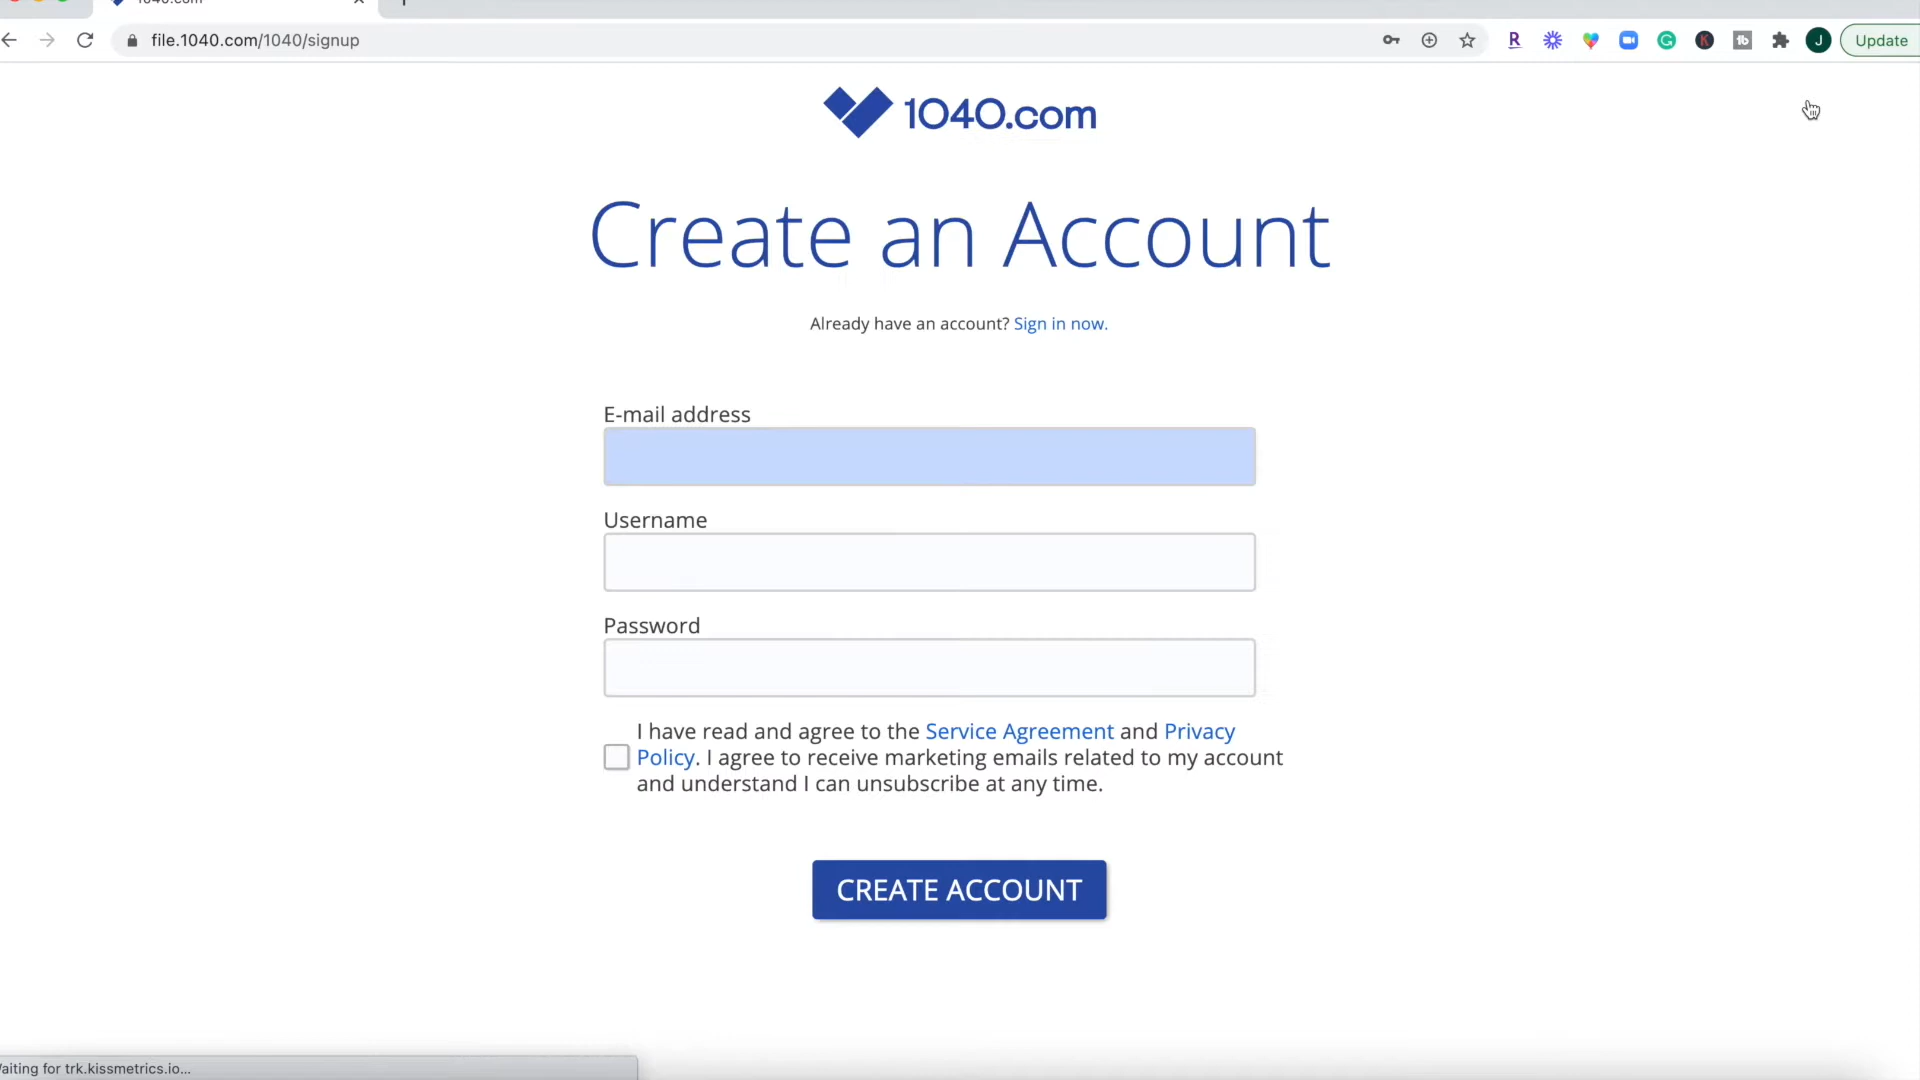 1040.com
file.1040.com/1040/signup
Update
1040.com
Create an Account
Already have an account? Sign in now.
E-mail address
Username
Password
I have read and agree to the Service Agreement and Privacy
Policy. I agree to receive marketing emails related to my account
and understand I can unsubscribe at any time.
CREATE ACCOUNT
aiting for trk.kissmetrics.io...